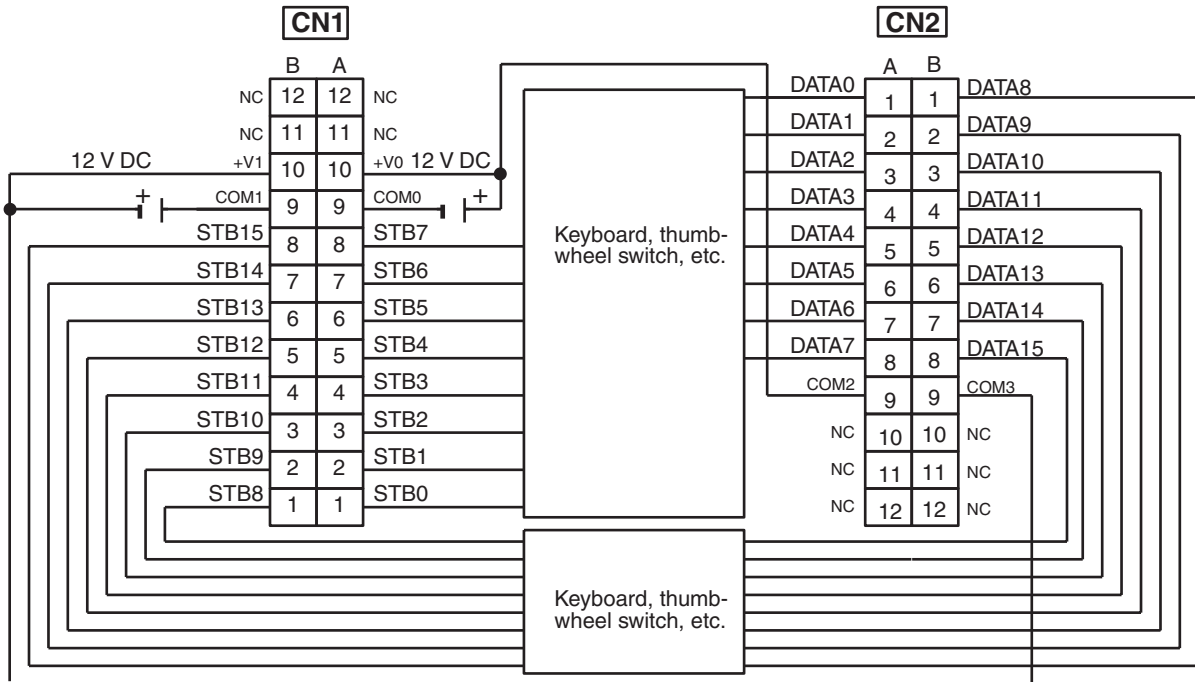 CN1 CN2
B A
A B
NC 12 12 NC
NC 11 11 NC
12 V DC +V1 10 10 +V0 12 V DC
+ COM1 9 9 COM0 +
STB15 8 8 STB7
STB14 7 7 STB6
STB13 6 6 STB5
STB12 5 5 STB4
STB11 4 4 STB3
STB10 3 3 STB2
STB9 2 2 STB1
STB8 1 1 STB0
Keyboard, thumb-
wheel switch, etc.
DATA0 1 1 DATA8
DATA1 2 2 DATA9
DATA2 3 3 DATA10
DATA3 4 4 DATA11
DATA4 5 5 DATA12
DATA5 6 6 DATA13
DATA6 7 7 DATA14
DATA7 8 8 DATA15
COM2 9 9 COM3
NC 10 10 NC
NC 11 11 NC
NC 12 12 NC
Keyboard, thumb-
wheel switch, etc.